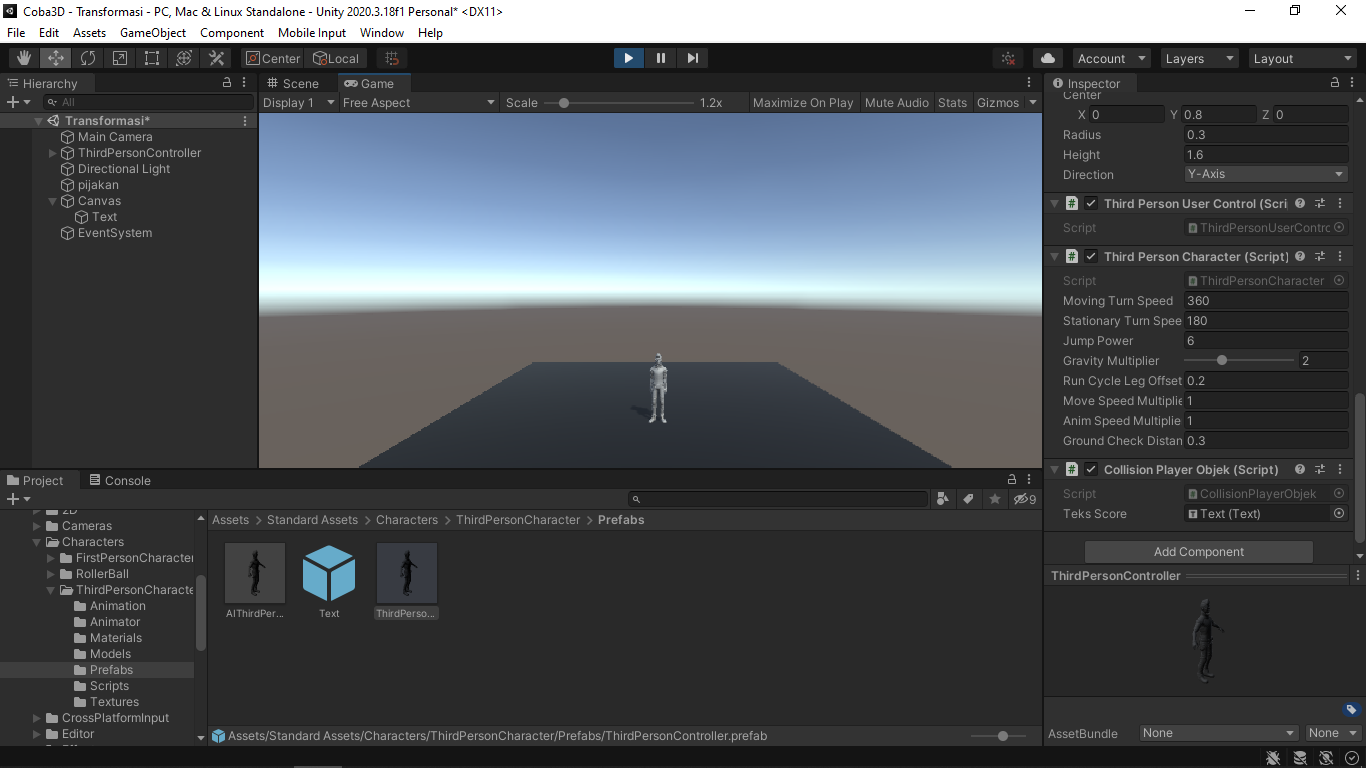 Coba3D - Transformasi - PC, Mac & Linux Standalone - Unity 2020.3.18f1 Personal* <DX11>
File Edit Assets GameObject Component Mobile Input Window Help
Center Local Account Layers Layout
Hierarchy
All
Transformasi*
Main Camera
ThirdPersonController
Directional Light
pijakan
Canvas
Text
EventSystem
Scene Game
Display 1 Free Aspect Scale 1.2x Maximize On Play Mute Audio Stats Gizmos
Inspector
Center
X 0 Y 0.8 Z 0
Radius 0.3
Height 1.6
Direction Y-Axis
# Third Person User Control (Scri
Script ThirdPersonUserContro
# Third Person Character (Script)
Script ThirdPersonCharacter
Moving Turn Speed 360
Stationary Turn Spee 180
Jump Power 6
Gravity Multiplier 2
Run Cycle Leg Offset 0.2
Move Speed Multiplie 1
Anim Speed Multiplie 1
Ground Check Distan 0.3
# Collision Player Objek (Script)
Script CollisionPlayerObjek
Teks Score Text (Text)
Add Component
ThirdPersonController
AssetBundle None None
Project Console
9
Cameras
Characters
FirstPersonCharacter
RollerBall
ThirdPersonCharacte
Animation
Animator
Materials
Models
Prefabs
Scripts
Textures
CrossPlatformInput
Editor
Assets > Standard Assets > Characters > ThirdPersonCharacter > Prefabs
AIThirdPer... Text ThirdPerso...
Assets/Standard Assets/Characters/ThirdPersonCharacter/Prefabs/ThirdPersonController.prefab